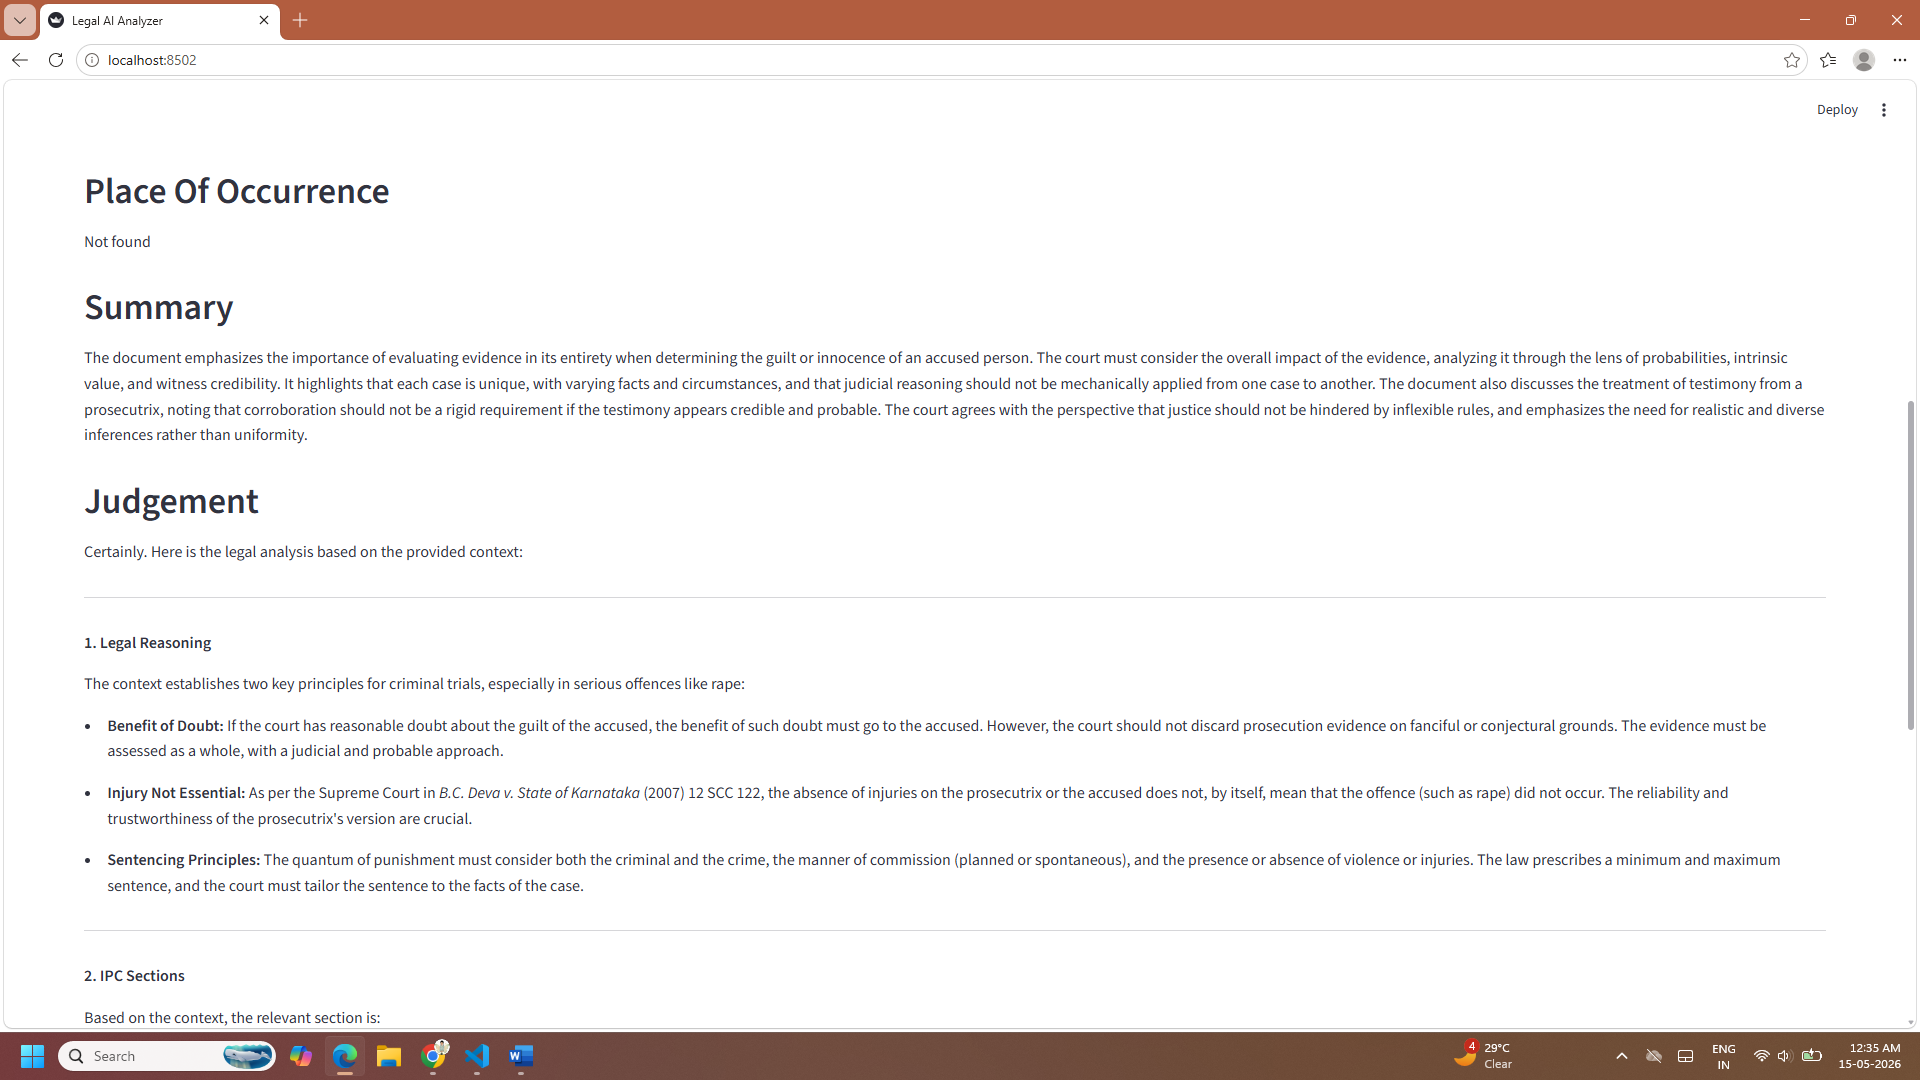 Legal AI Analyzer
localhost:8502
Deploy
Place Of Occurrence
Not found
Summary
The document emphasizes the importance of evaluating evidence in its entirety when determining the guilt or innocence of an accused person. The court must consider the overall impact of the evidence, analyzing it through the lens of probabilities, intrinsic
value, and witness credibility. It highlights that each case is unique, with varying facts and circumstances, and that judicial reasoning should not be mechanically applied from one case to another. The document also discusses the treatment of testimony from a
prosecutrix, noting that corroboration should not be a rigid requirement if the testimony appears credible and probable. The court agrees with the perspective that justice should not be hindered by inflexible rules, and emphasizes the need for realistic and diverse
inferences rather than uniformity.
Judgement
Certainly. Here is the legal analysis based on the provided context:
1. Legal Reasoning
The context establishes two key principles for criminal trials, especially in serious offences like rape:
• Benefit of Doubt: If the court has reasonable doubt about the guilt of the accused, the benefit of such doubt must go to the accused. However, the court should not discard prosecution evidence on fanciful or conjectural grounds. The evidence must be
assessed as a whole, with a judicial and probable approach.
• Injury Not Essential: As per the Supreme Court in B.C. Deva v. State of Karnataka (2007) 12 SCC 122, the absence of injuries on the prosecutrix or the accused does not, by itself, mean that the offence (such as rape) did not occur. The reliability and
trustworthiness of the prosecutrix's version are crucial.
• Sentencing Principles: The quantum of punishment must consider both the criminal and the crime, the manner of commission (planned or spontaneous), and the presence or absence of violence or injuries. The law prescribes a minimum and maximum
sentence, and the court must tailor the sentence to the facts of the case.
2. IPC Sections
Based on the context, the relevant section is:
Search
4
29°C
Clear
ENG
IN
12:35 AM
15-05-2026